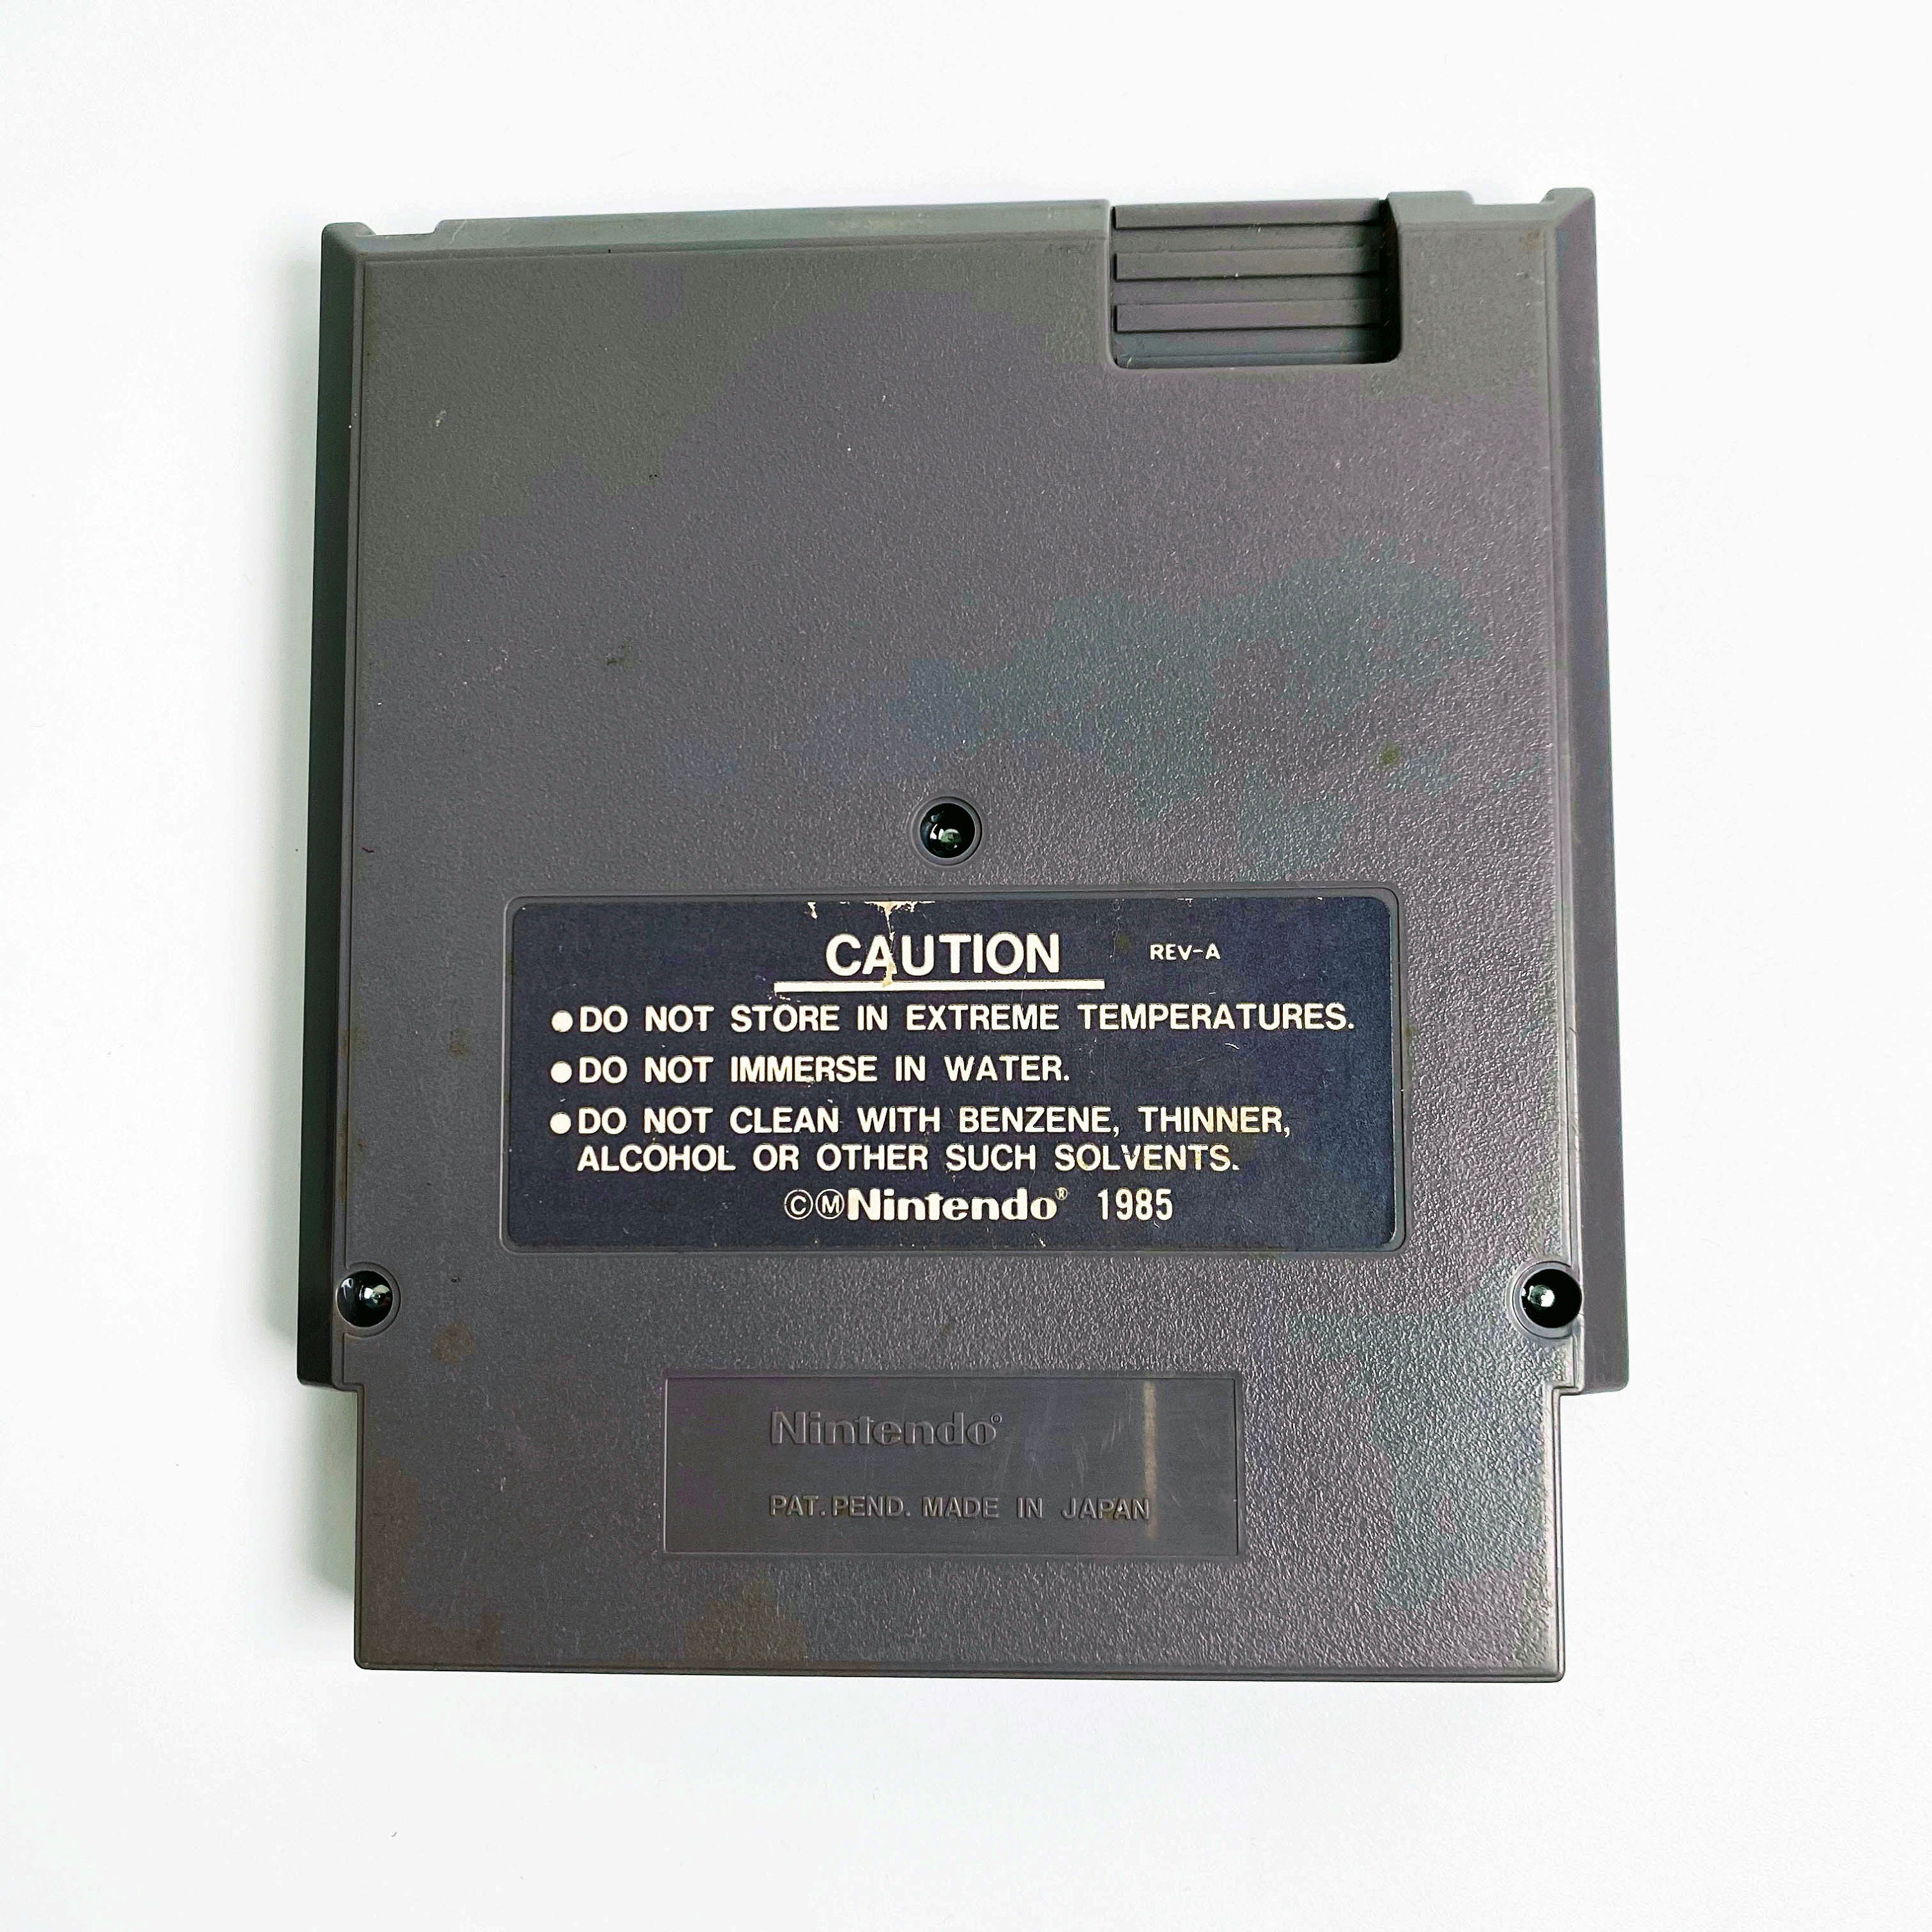 CAUTION REV-A
●DO NOT STORE IN EXTREME TEMPERATURES.
●DO NOT IMMERSE IN WATER.
●DO NOT CLEAN WITH BENZENE, THINNER,
ALCOHOL OR OTHER SUCH SOLVENTS.
©ⓂNintendo® 1985
Nintendo®
PAT. PEND. MADE IN JAPAN